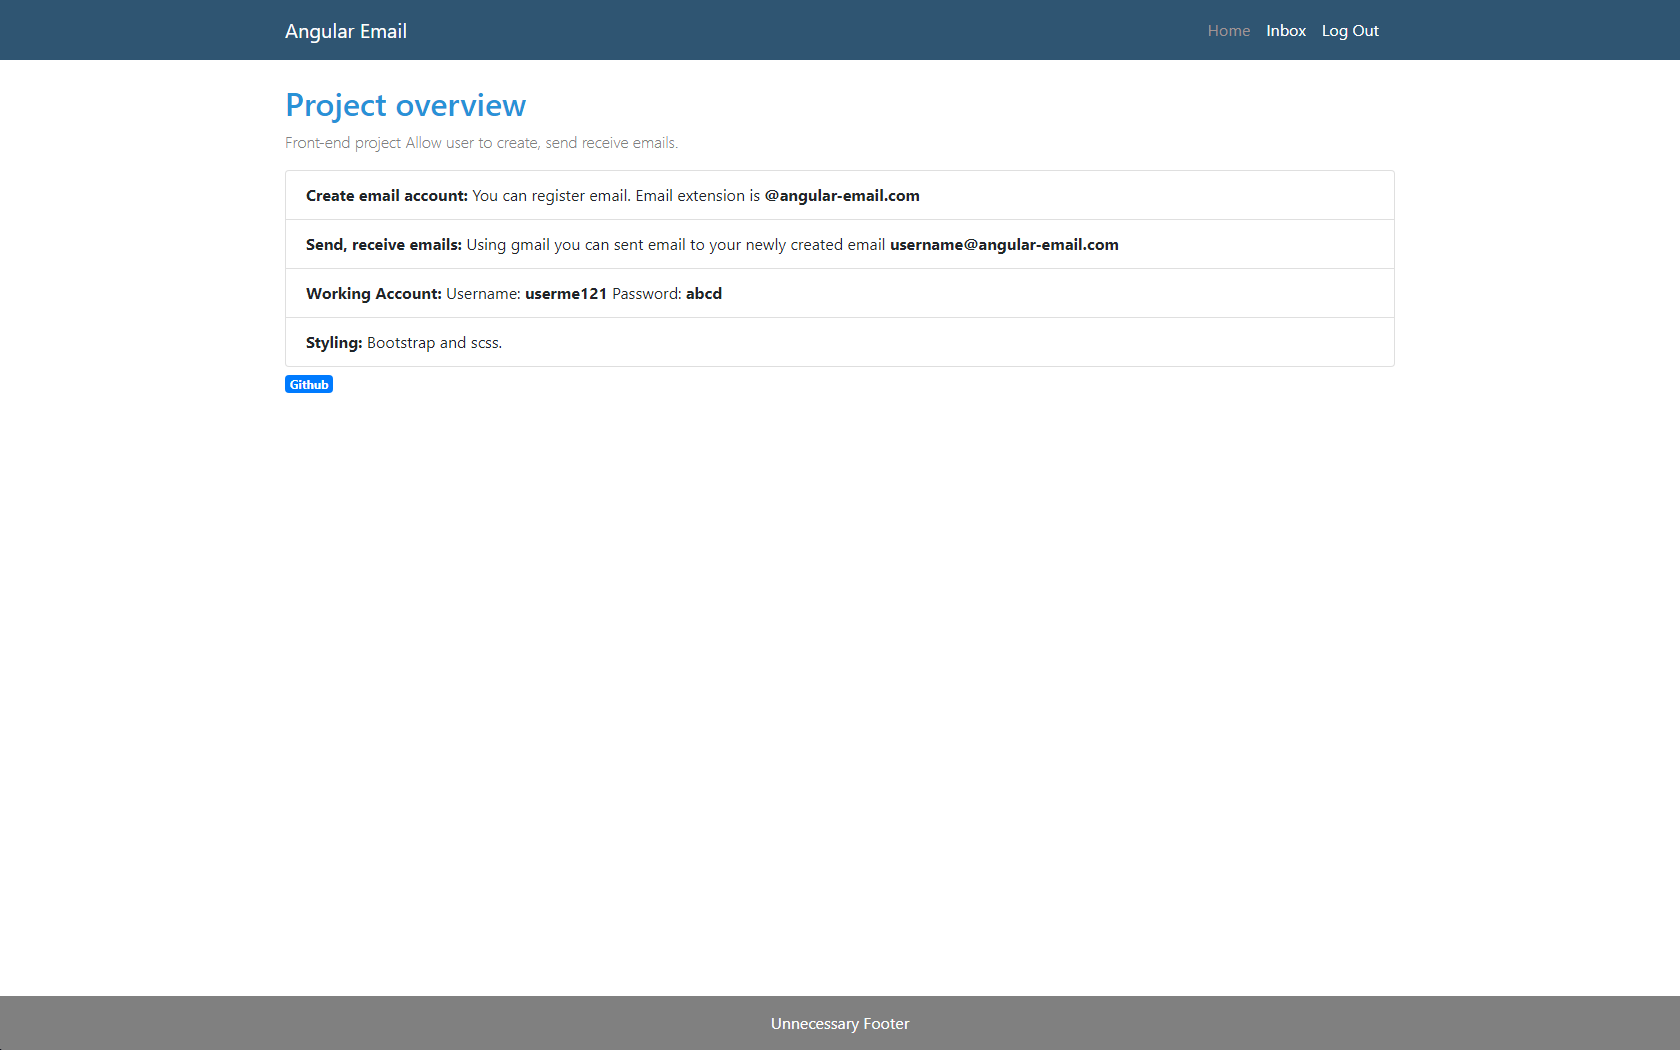 Angular Email
Home Inbox Log Out
Project overview
Front-end project Allow user to create, send receive emails.
Create email account: You can register email. Email extension is @angular-email.com
Send, receive emails: Using gmail you can sent email to your newly created email username@angular-email.com
Working Account: Username: userme121 Password: abcd
Styling: Bootstrap and scss.
Github
Unnecessary Footer